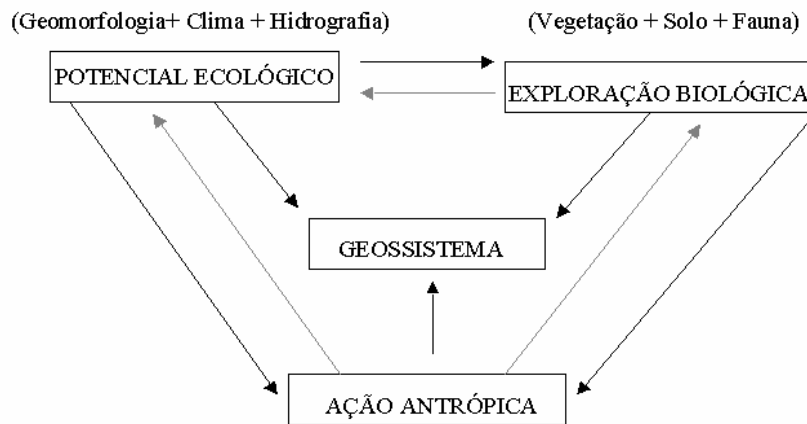 (Geomorfologia+ Clima + Hidrografia)
(Vegetação + Solo + Fauna)
POTENCIAL ECOLÓGICO
EXPLORAÇÃO BIOLÓGICA
GEOSSISTEMA
AÇÃO ANTRÓPICA